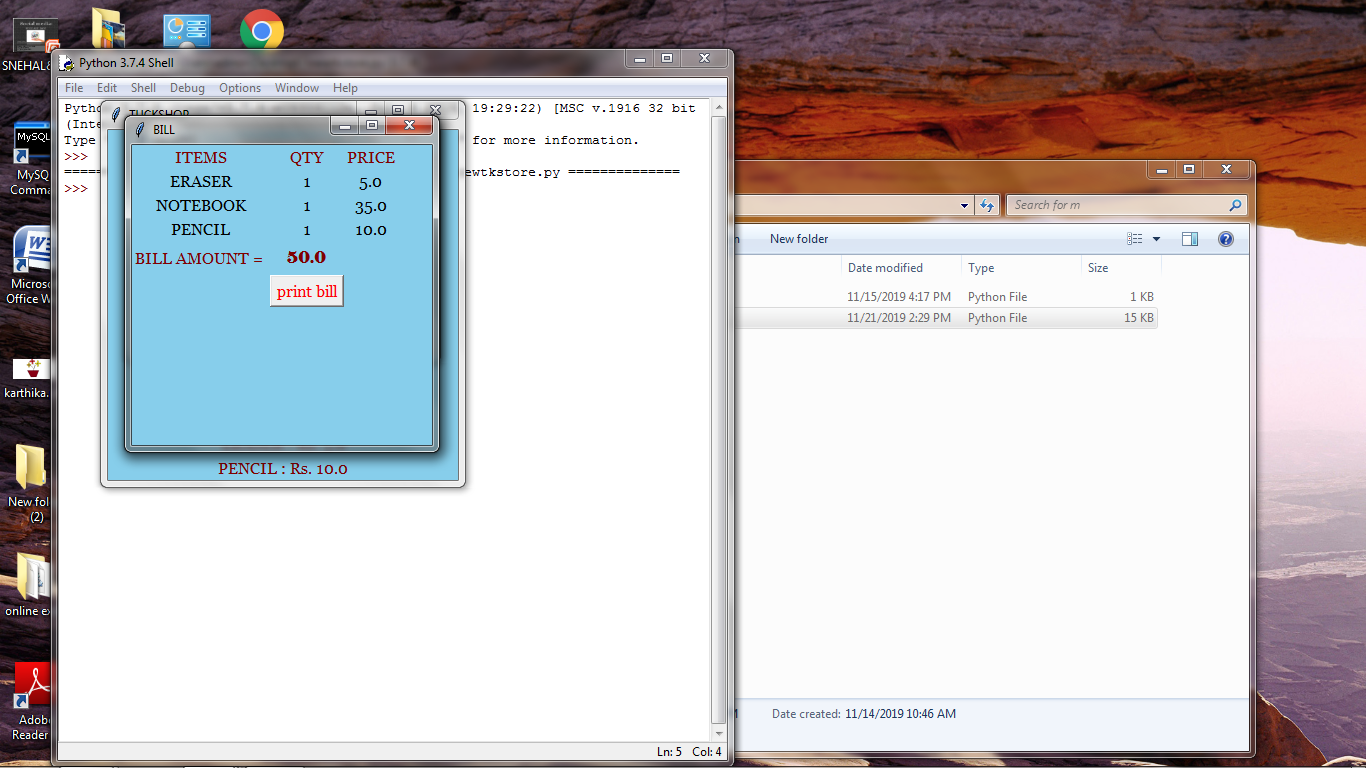 SNEHAL&
MySQL
MySQ
Comma
Micros
Office W
karthika.
New fol
(2)
online ex
Adob
Reader
Python 3.7.4 Shell
File Edit Shell Debug Options Window Help
Pytho 19:29:22) [MSC v.1916 32 bit
(Inte
Type for more information.
>>>
===== ewtkstore.py ==============
>>>
TUCKSHOP
BILL
ITEMS QTY PRICE
ERASER 1 5.0
NOTEBOOK 1 35.0
PENCIL 1 10.0
BILL AMOUNT = 50.0
print bill
PENCIL : Rs. 10.0
Ln: 5 Col: 4
Search for m
New folder
Date modified Type Size
11/15/2019 4:17 PM Python File 1 KB
11/21/2019 2:29 PM Python File 15 KB
Date created: 11/14/2019 10:46 AM